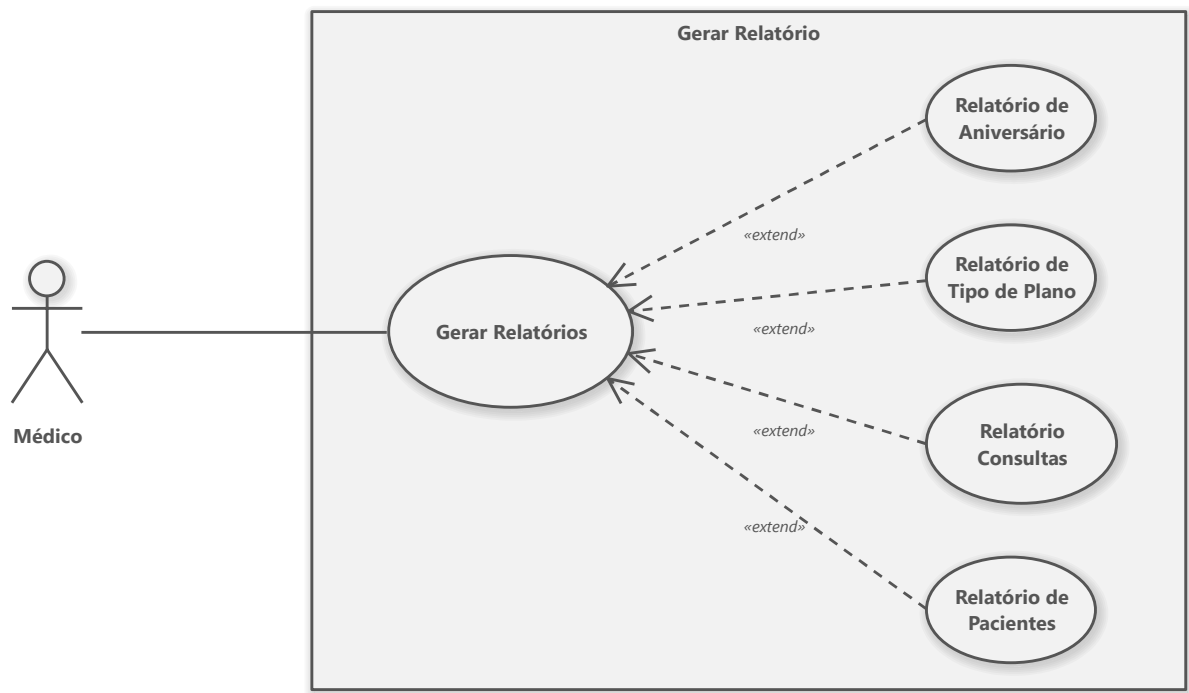 Gerar Relatório
Relatório de
Aniversário
«extend»
Relatório de
Tipo de Plano
«extend»
Gerar Relatórios
Médico
«extend»
Relatório
Consultas
«extend»
Relatório de
Pacientes